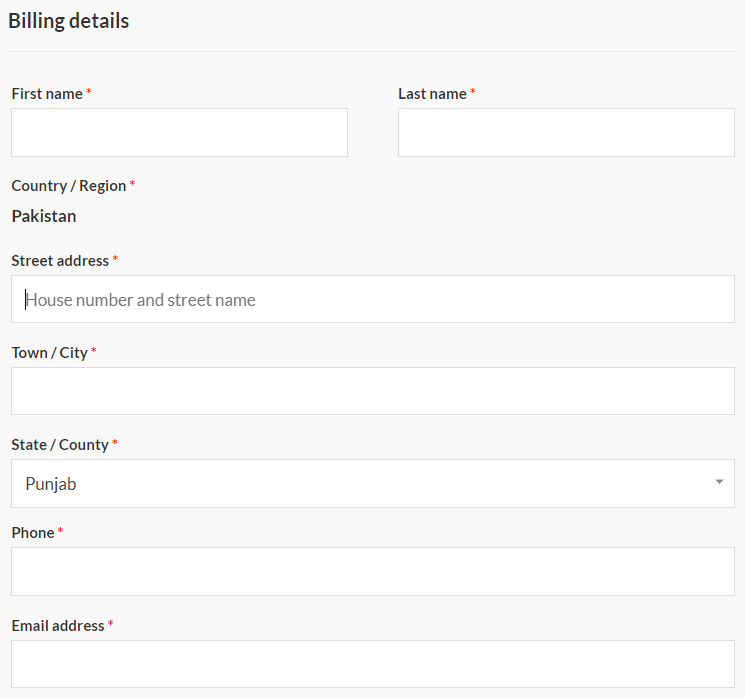 Billing details
First name *
Last name *
Country / Region *
Pakistan
Street address *
House number and street name
Town / City *
State / County *
Punjab
Phone *
Email address *